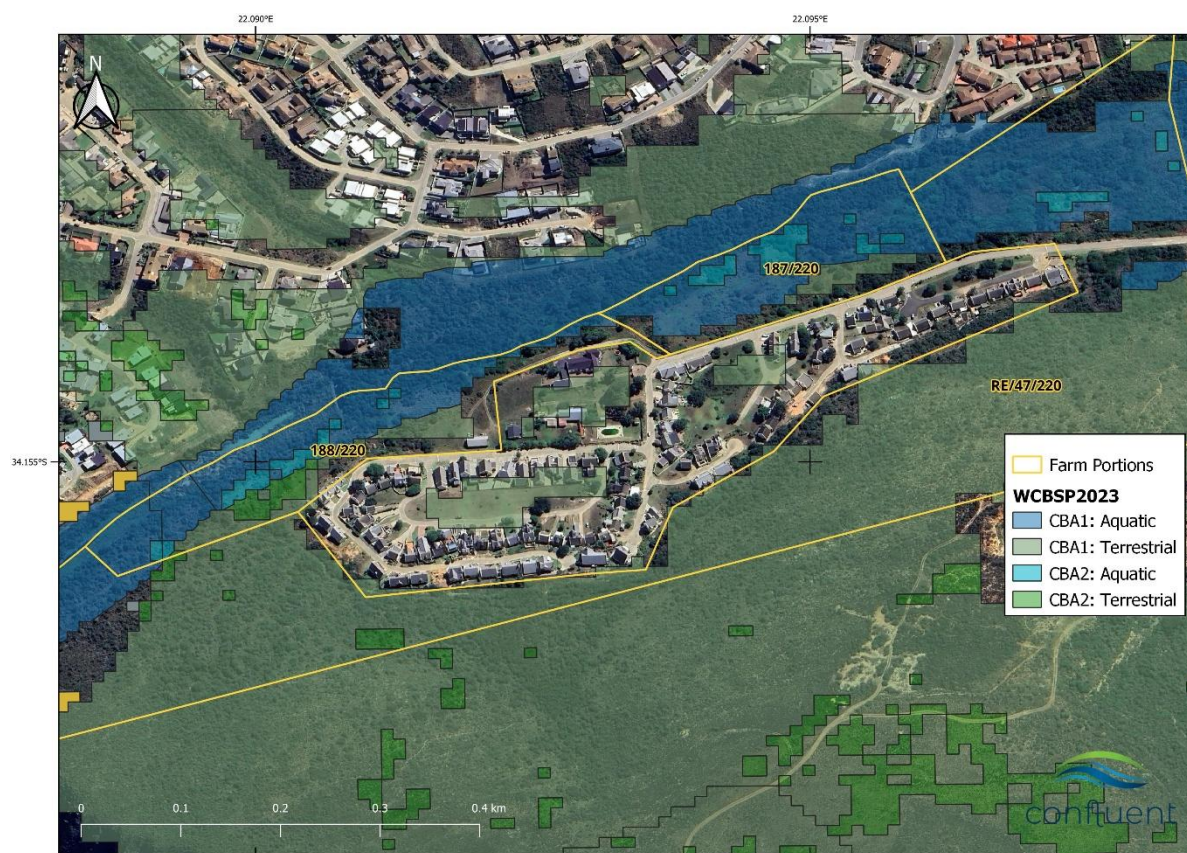 22.090°E
22.095°E
N
187/220
RE/47/220
188/220
34.155°S
Farm Portions
WCBSP2023
CBA1: Aquatic
CBA1: Terrestrial
CBA2: Aquatic
CBA2: Terrestrial
0 0.1 0.2 0.3 0.4 km
confluent